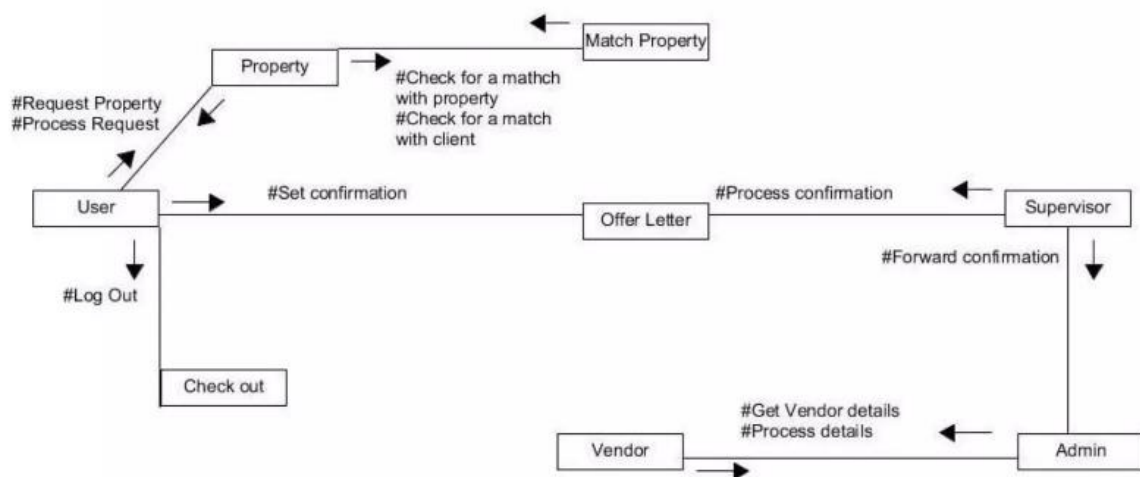 Match Property
Property
#Check for a mathch
with property
#Check for a match
with client
#Request Property
#Process Request
User
#Set confirmation
Offer Letter
#Process confirmation
Supervisor
#Forward confirmation
#Log Out
Check out
#Get Vendor details
#Process details
Vendor
Admin